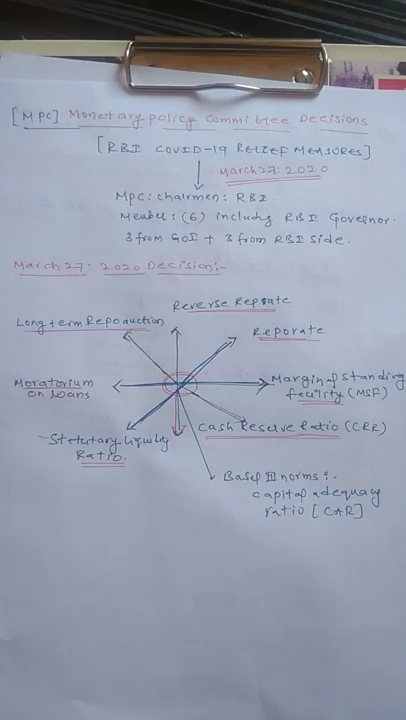 [MPC] Monetary policy Committee Decisions
[RBI COVID-19 RELIEF MEASURES]
March 27: 2020
Mpc: chairmen: RBI.
Member: (6) including RBI Governor.
3 from GOI + 3 from RBI side.
March 27: 2020 Decision:-
Reverse Reporate
Long term Repo auction
Reporate
Moratorium
on loans
Margin of standing
facility (MSF)
Cash Reserve Ratio (CRR)
Statutary liquity
Ratio.
Basel III norms:-
capital adequacy
ratio [CAR]